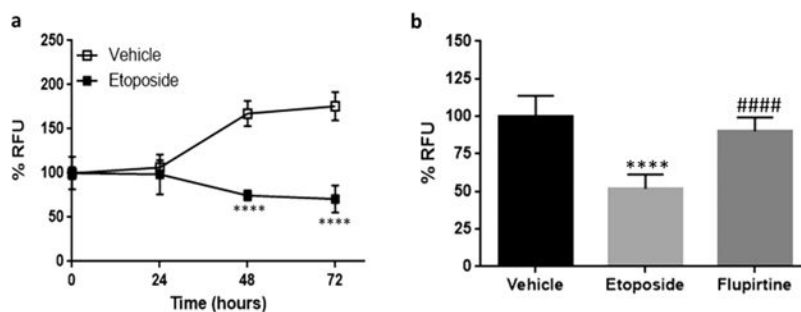 a
250
200
150
100
50
0
% RFU
Vehicle
Etoposide
****
****
0 24 48 72
Time (hours)
b
150
125
100
75
50
25
0
% RFU
****
####
Vehicle Etoposide Flupirtine